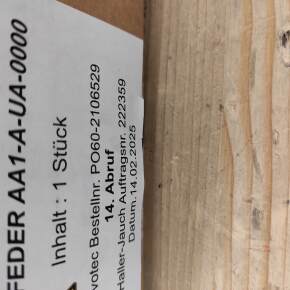 FEDER AA1-A-UA-0000
Inhalt : 1 Stück
votec Bestellnr. PO60-2106529
14. Abruf
Haller-Jauch Auftragsnr. 222359
Datum.14.02.2025